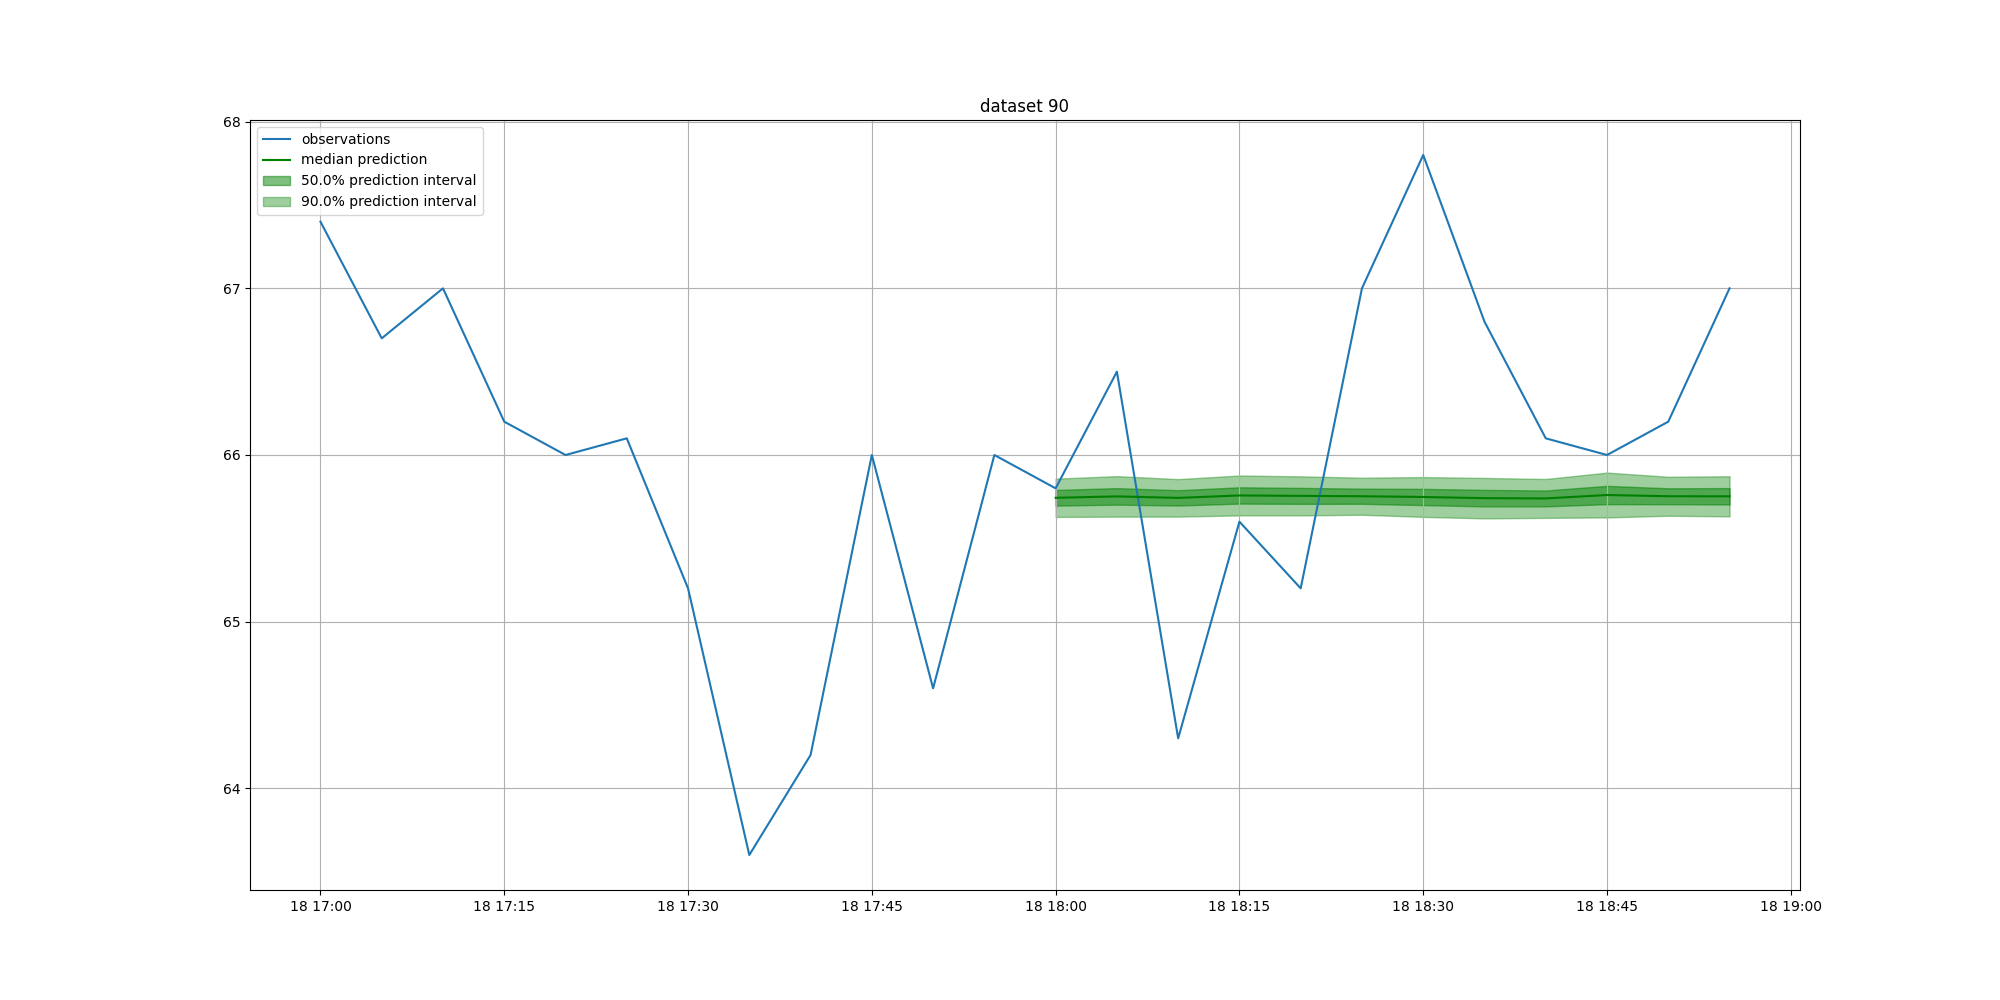 dataset 90
68
67
66
65
64
observations
median prediction
50.0% prediction interval
90.0% prediction interval
18 17:00
18 17:15
18 17:30
18 17:45
18 18:00
18 18:15
18 18:30
18 18:45
18 19:00